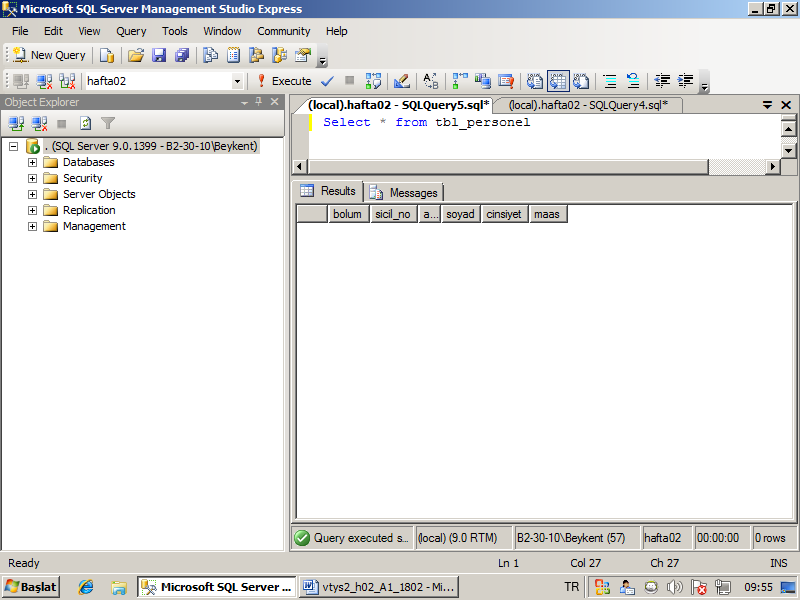 Microsoft SQL Server Management Studio Express
File Edit View Query Tools Window Community Help
New Query
hafta02 Execute
Object Explorer
. (SQL Server 9.0.1399 - B2-30-10\Beykent)
Databases
Security
Server Objects
Replication
Management
(local).hafta02 - SQLQuery5.sql* (local).hafta02 - SQLQuery4.sql*
Select * from tbl_personel
Results Messages
bolum sicil_no a... soyad cinsiyet maas
Query executed s... (local) (9.0 RTM) B2-30-10\Beykent (57) hafta02 00:00:00 0 rows
Ready Ln 1 Col 27 Ch 27 INS
Başlat Microsoft SQL Server ... vtys2_h02_A1_1802 - Mi... TR 09:55